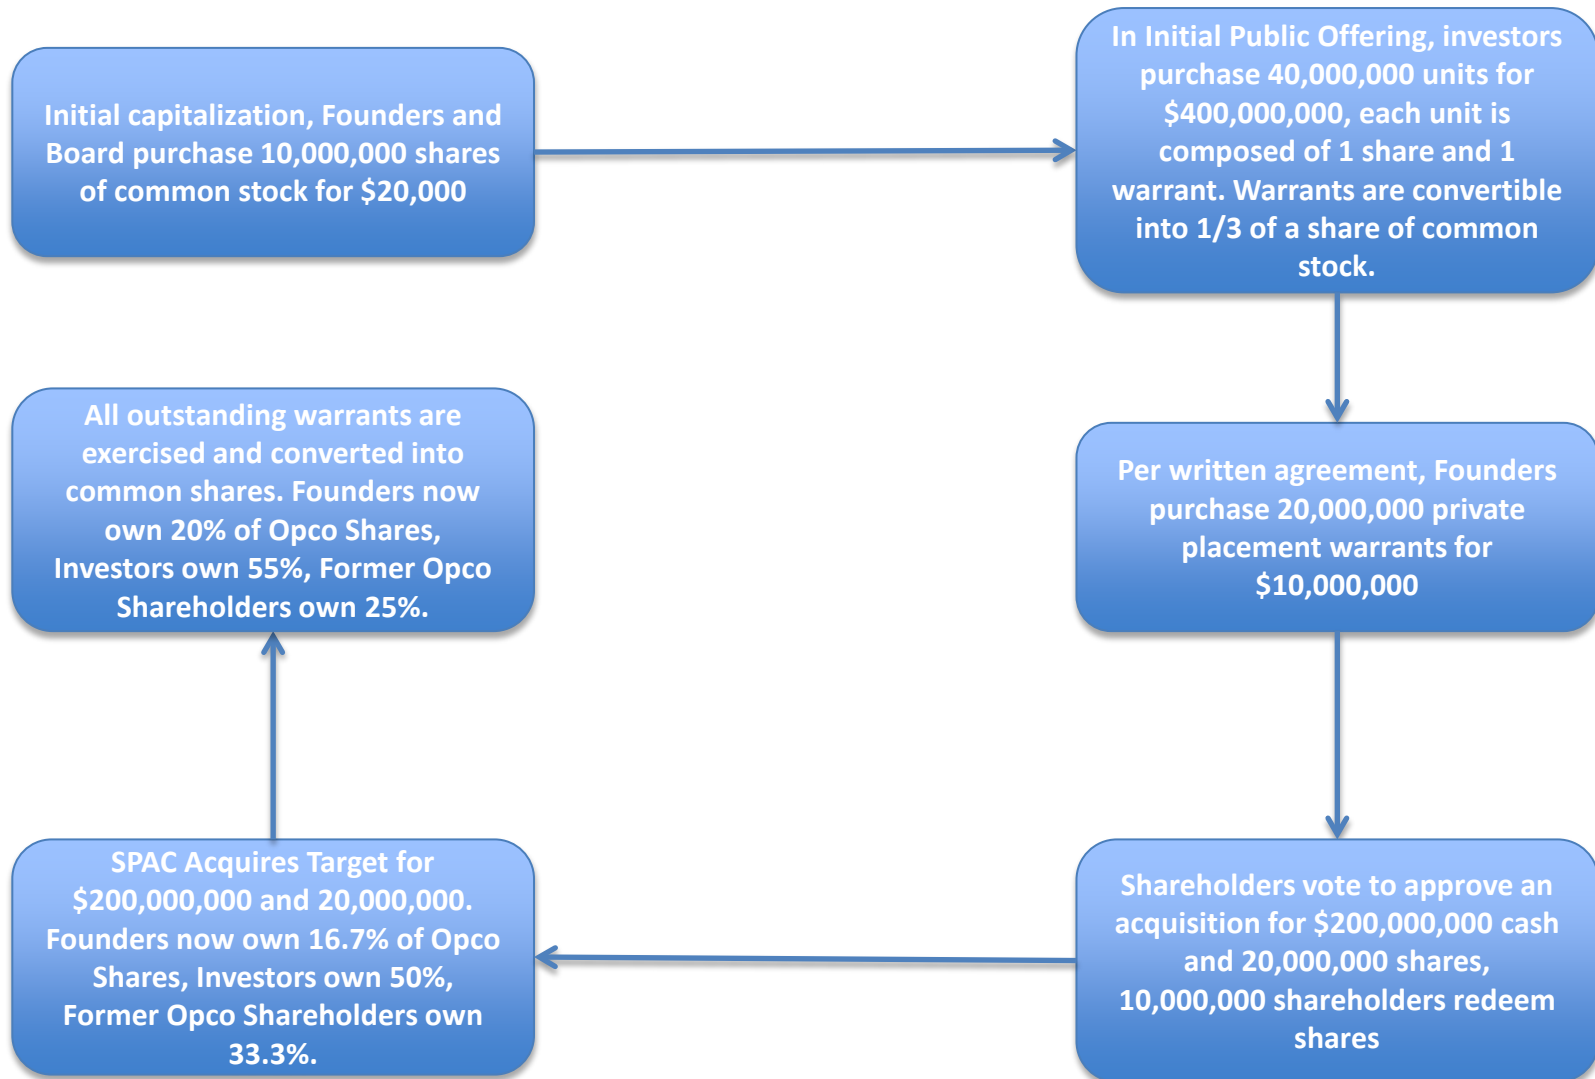 Initial capitalization, Founders and
Board purchase 10,000,000 shares
of common stock for $20,000
In Initial Public Offering, investors
purchase 40,000,000 units for
$400,000,000, each unit is
composed of 1 share and 1
warrant. Warrants are convertible
into 1/3 of a share of common
stock.
Per written agreement, Founders
purchase 20,000,000 private
placement warrants for
$10,000,000
Shareholders vote to approve an
acquisition for $200,000,000 cash
and 20,000,000 shares,
10,000,000 shareholders redeem
shares
SPAC Acquires Target for
$200,000,000 and 20,000,000.
Founders now own 16.7% of Opco
Shares, Investors own 50%,
Former Opco Shareholders own
33.3%.
All outstanding warrants are
exercised and converted into
common shares. Founders now
own 20% of Opco Shares,
Investors own 55%, Former Opco
Shareholders own 25%.